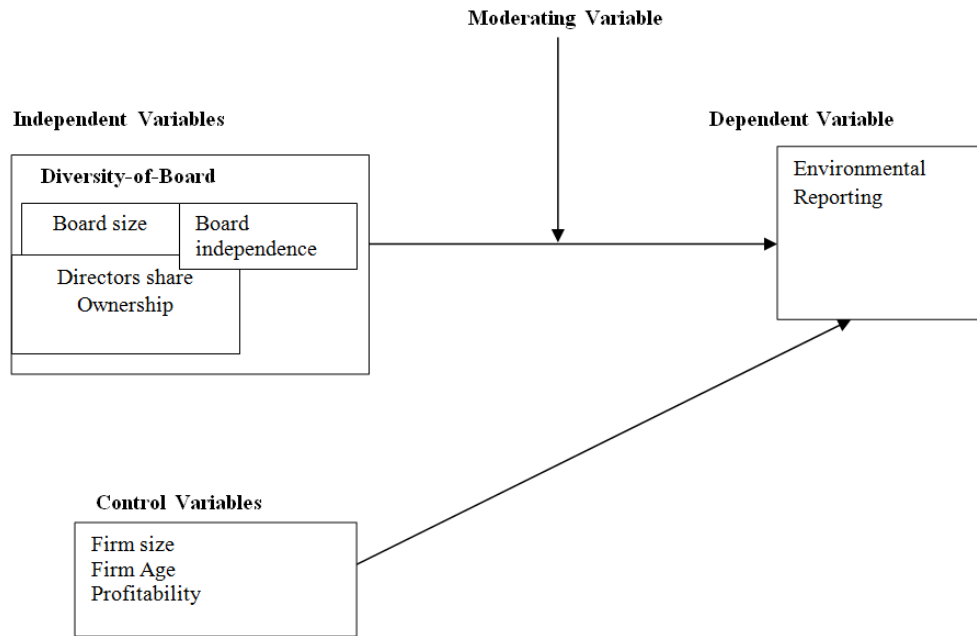 Moderating Variable
Independent Variables
Dependent Variable
Diversity-of-Board
Board size
Board
independence
Directors share
Ownership
Environmental
Reporting
Control Variables
Firm size
Firm Age
Profitability